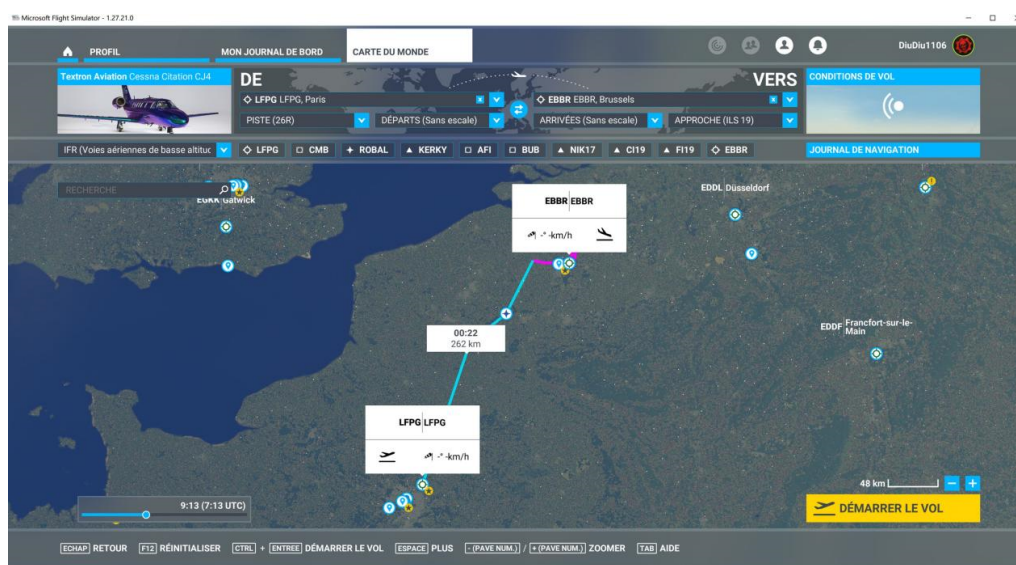 Microsoft Flight Simulator - 1.27.21.0
PROFIL
MON JOURNAL DE BORD
CARTE DU MONDE
DiuDiu1106
Textron Aviation Cessna Citation CJ4
DE
VERS
CONDITIONS DE VOL
LFPG LFPG, Paris
EBBR EBBR, Brussels
PISTE (26R)
DÉPARTS (Sans escale)
ARRIVÉES (Sans escale)
APPROCHE (ILS 19)
IFR (Voies aériennes de basse altituc
LFPG
CMB
ROBAL
KERKY
AFI
BUB
NIK17
CI19
FI19
EBBR
JOURNAL DE NAVIGATION
RECHERCHE
EGKK Gatwick
EBBR EBBR
-° -km/h
EDDL Düsseldorf
00:22
262 km
EDDF Francfort-sur-le-
Main
LFPG LFPG
-° -km/h
48 km
9:13 (7:13 UTC)
DÉMARRER LE VOL
ECHAP RETOUR F12 RÉINITIALISER CTRL + ENTREE DÉMARRER LE VOL ESPACE PLUS - (PAVE NUM.) / + (PAVE NUM.) ZOOMER TAB AIDE